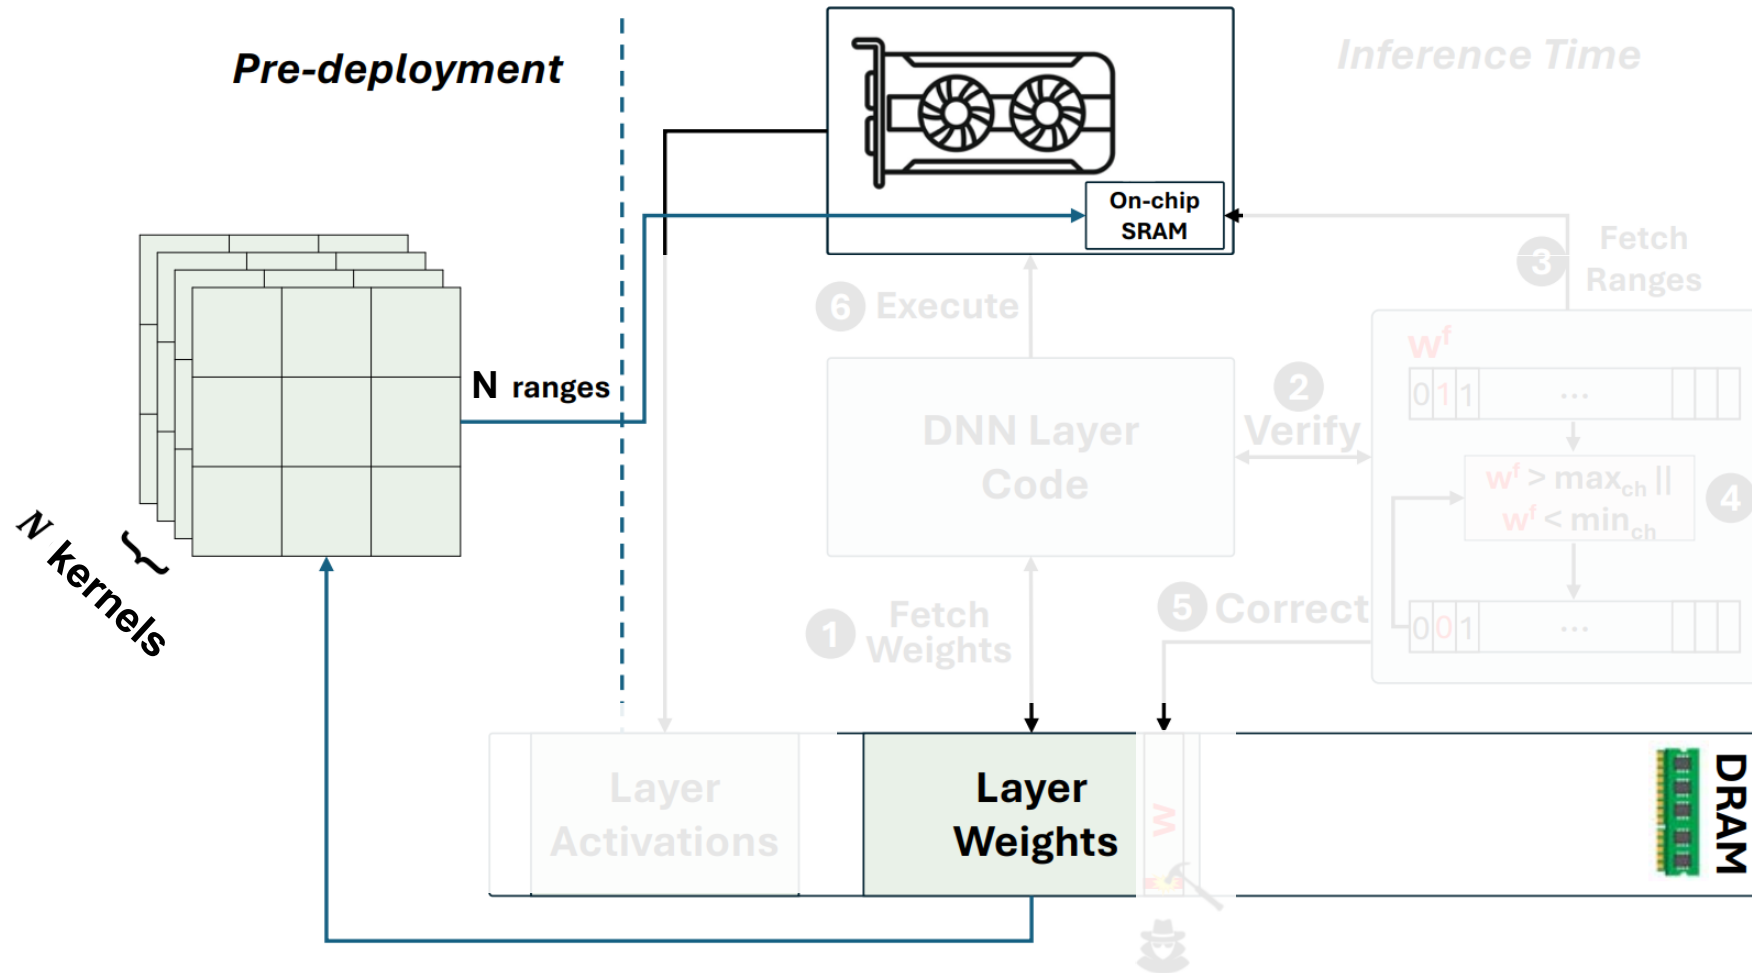 Pre-deployment
Inference Time
On-chip
SRAM
3
Fetch
Ranges
6 Execute
N ranges
N kernels
DNN Layer
Code
2
Verify
wᶠ
0 1 1 ...
wᶠ > maxch ||
wᶠ < minch
4
0 0 1 ...
1
Fetch
Weights
5 Correct
Layer
Activations
Layer
Weights
W
DRAM